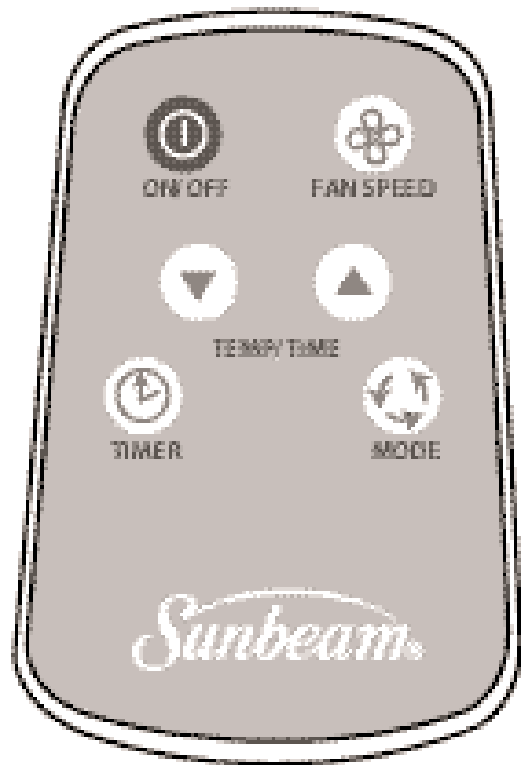 ON/OFF
FAN SPEED
TEMP/TIME
TIMER
MODE
Sunbeam®